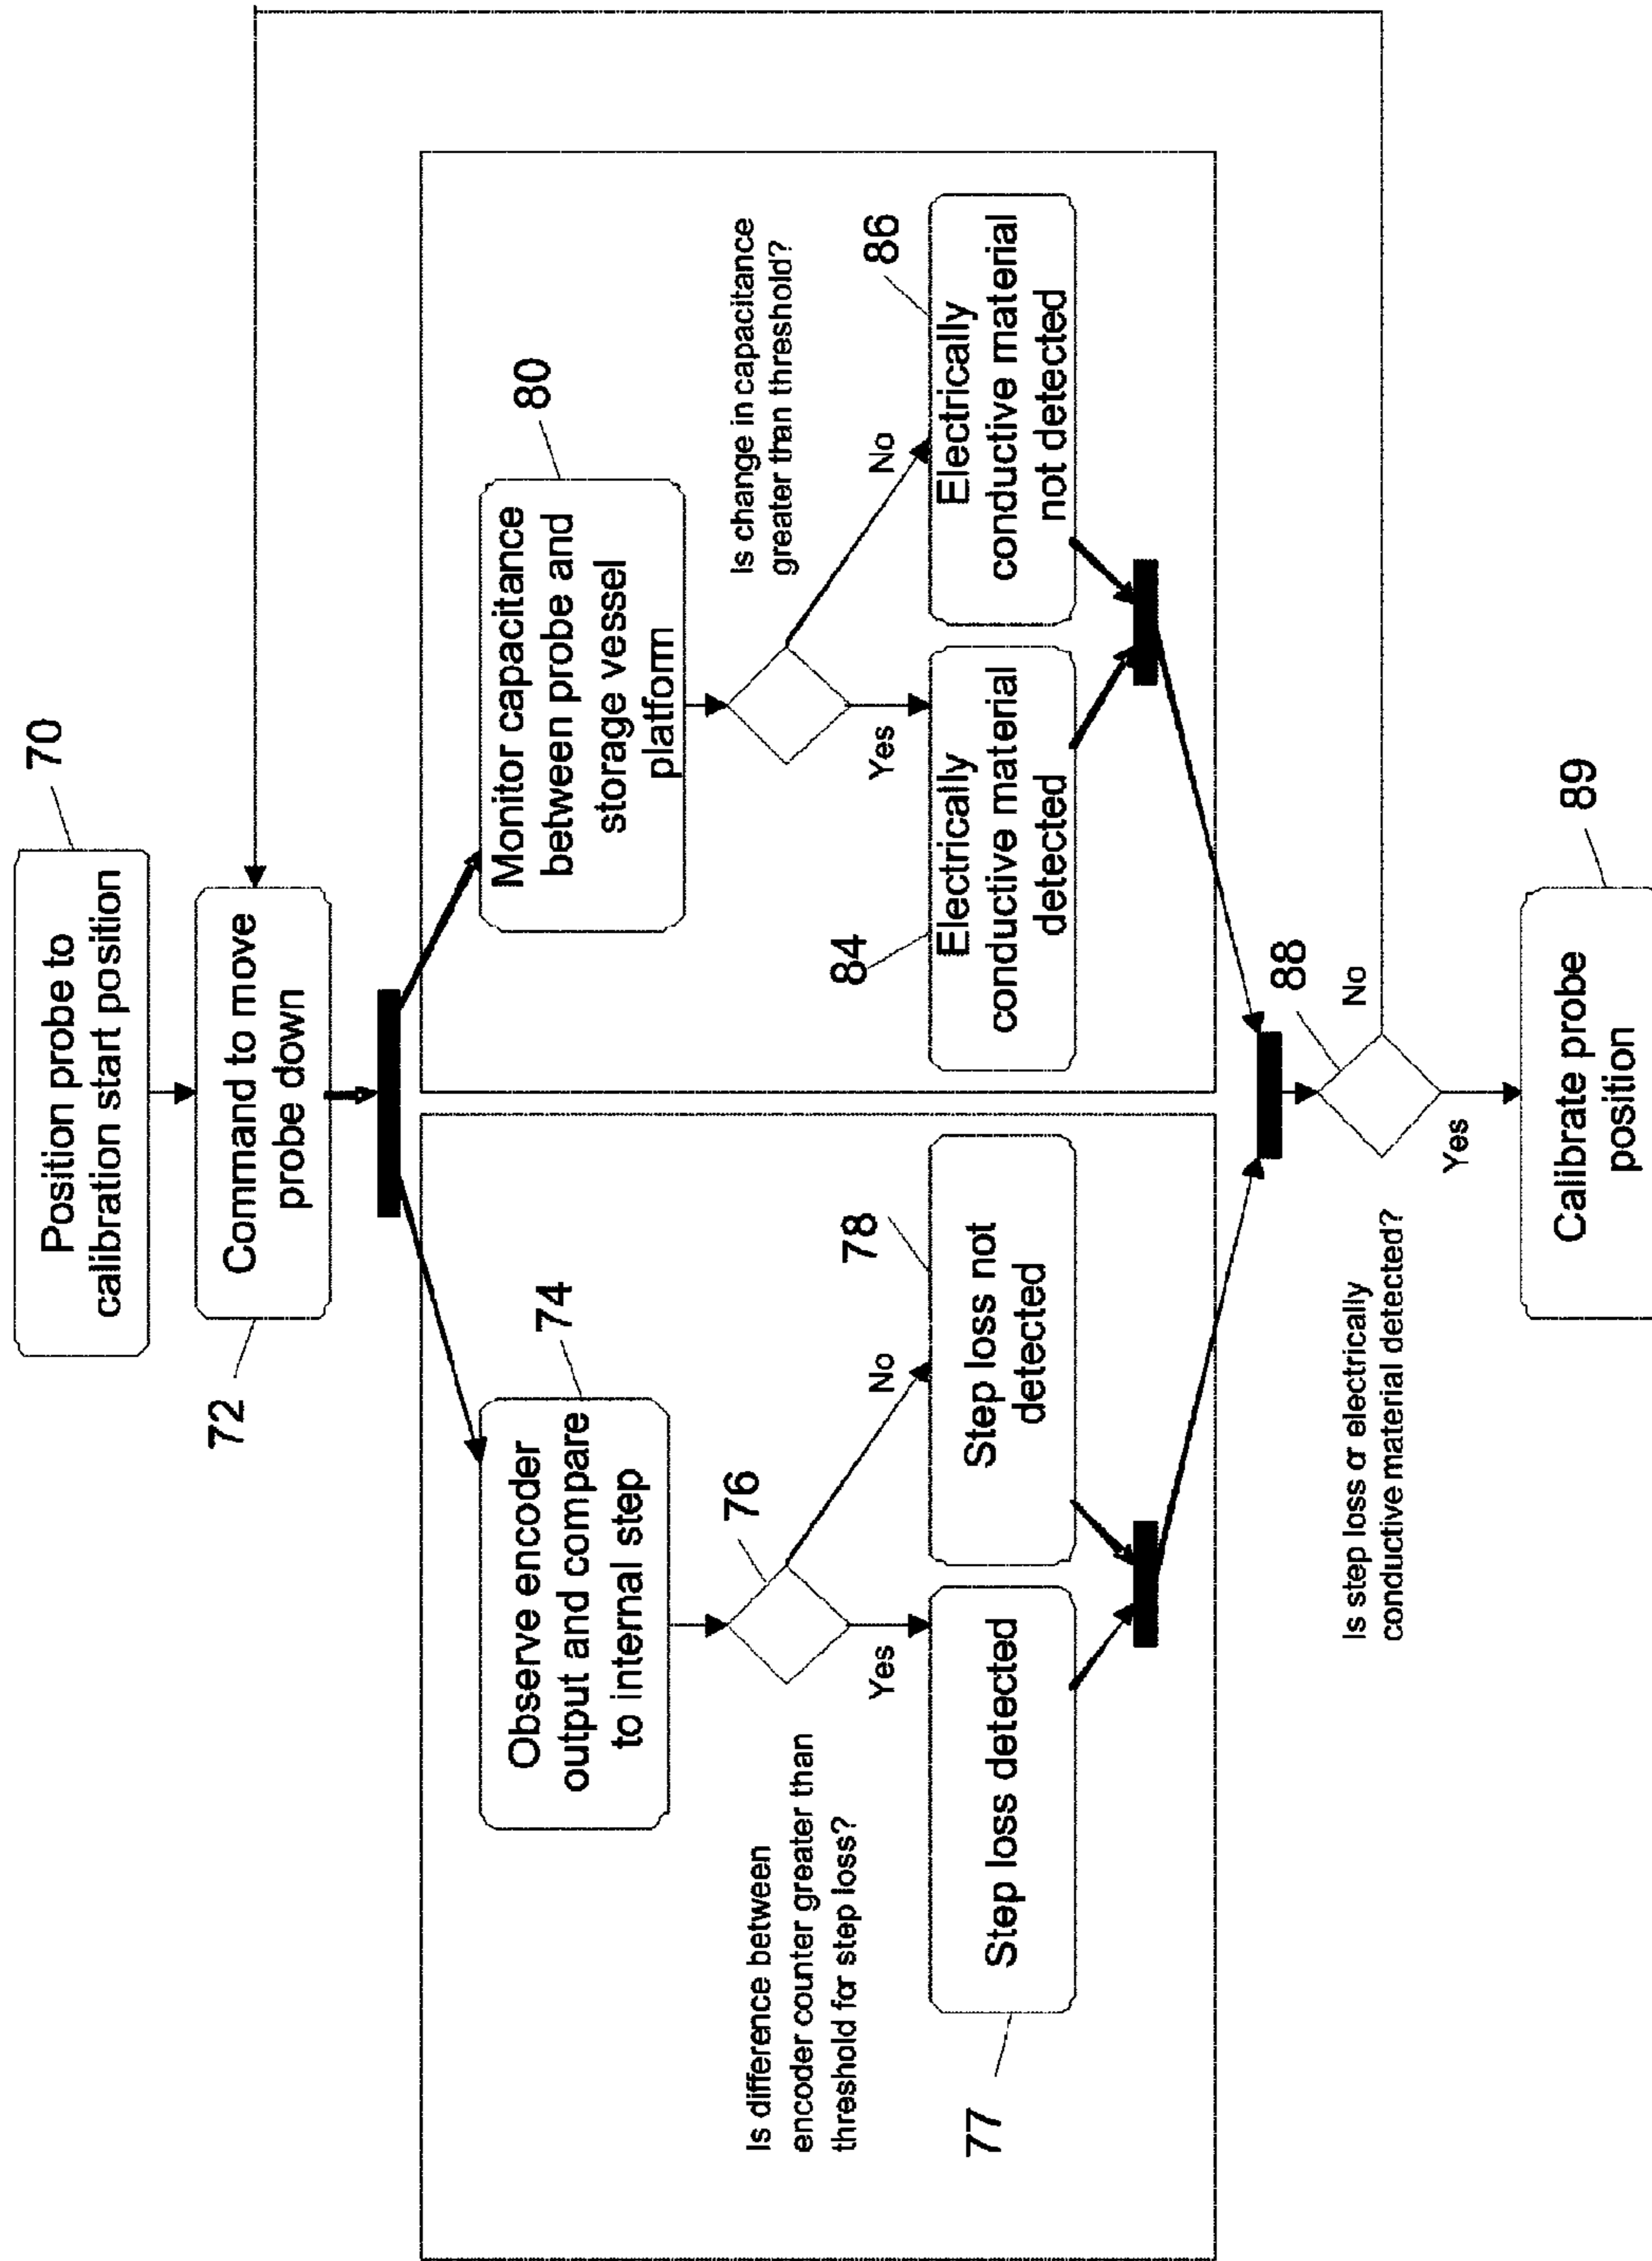 Position probe to
calibration start position
70
Command to move
probe down
72
Observe encoder
output and compare
to internal step
74
Is difference between
encoder counter greater than
threshold for step loss?
76
Yes
No
Step loss detected
77
Step loss not
detected
78
Monitor capacitance
between probe and
storage vessel
platform
80
Is change in capacitance
greater than threshold?
Yes
No
Electrically
conductive material
detected
84
Electrically
conductive material
not detected
86
Is step loss or electrically
conductive material detected?
88
No
Yes
Calibrate probe
position
89